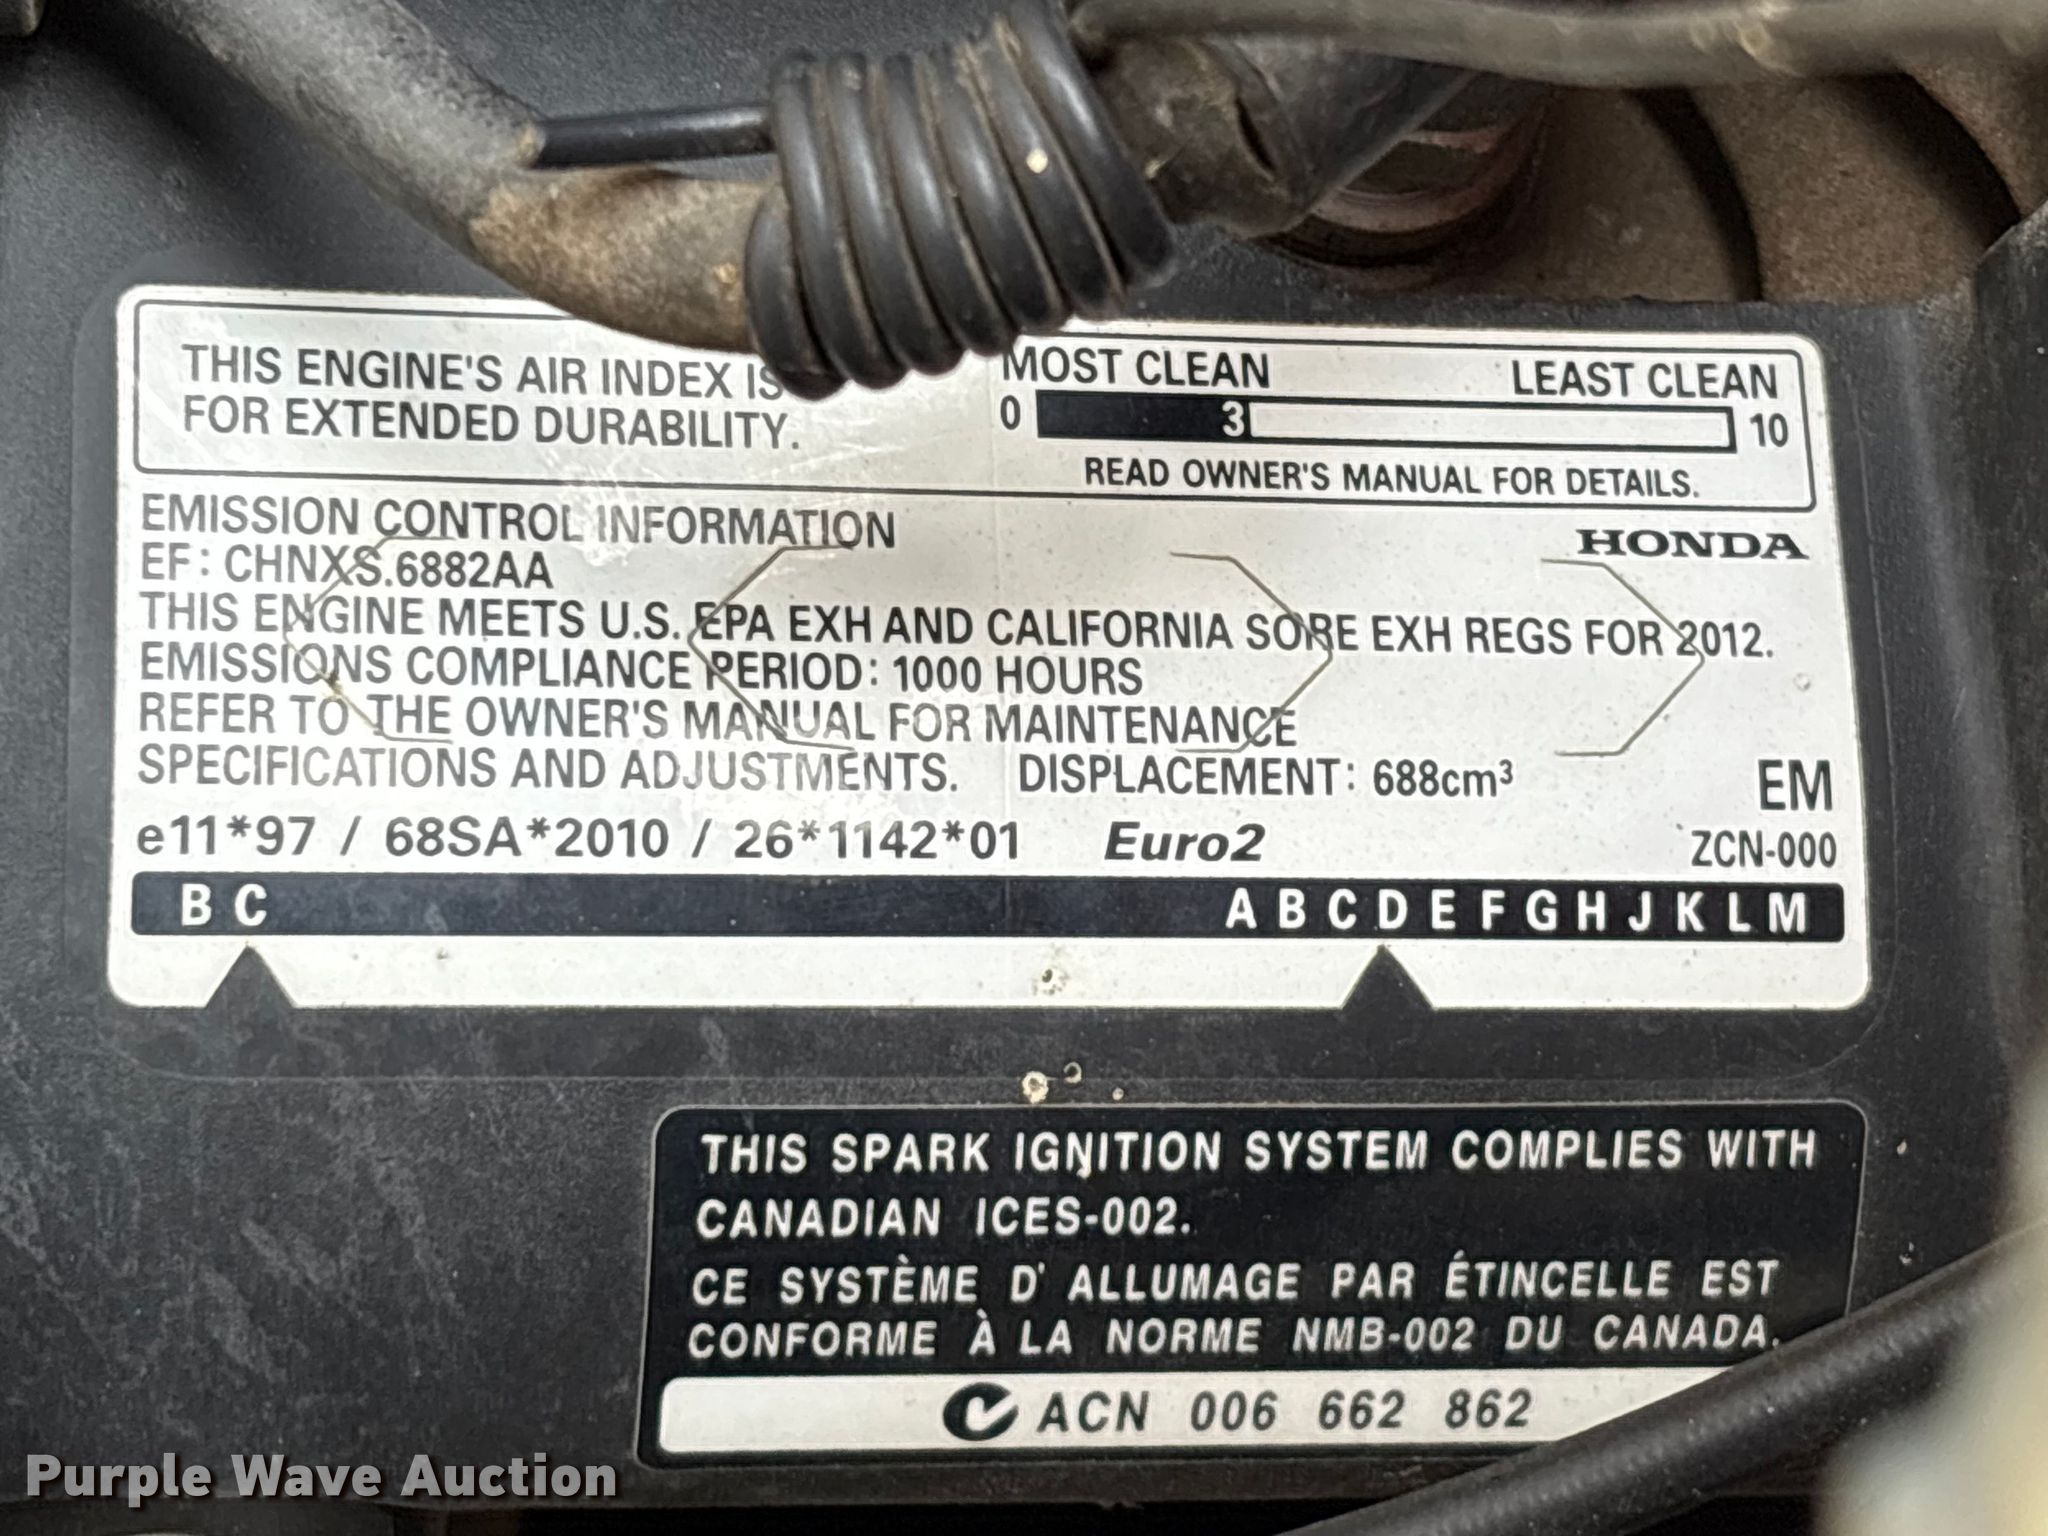 THIS ENGINE'S AIR INDEX IS
FOR EXTENDED DURABILITY.
MOST CLEAN LEAST CLEAN
0 3 10
READ OWNER'S MANUAL FOR DETAILS.
EMISSION CONTROL INFORMATION
HONDA
EF: CHNXS.6882AA
THIS ENGINE MEETS U.S. EPA EXH AND CALIFORNIA SORE EXH REGS FOR 2012.
EMISSIONS COMPLIANCE PERIOD: 1000 HOURS
REFER TO THE OWNER'S MANUAL FOR MAINTENANCE
SPECIFICATIONS AND ADJUSTMENTS. DISPLACEMENT: 688cm³ EM
e11*97 / 68SA*2010 / 26*1142*01 Euro2 ZCN-000
B C A B C D E F G H J K L M
THIS SPARK IGNITION SYSTEM COMPLIES WITH
CANADIAN ICES-002.
CE SYSTÈME D' ALLUMAGE PAR ÉTINCELLE EST
CONFORME À LA NORME NMB-002 DU CANADA.
ACN 006 662 862
Purple Wave Auction